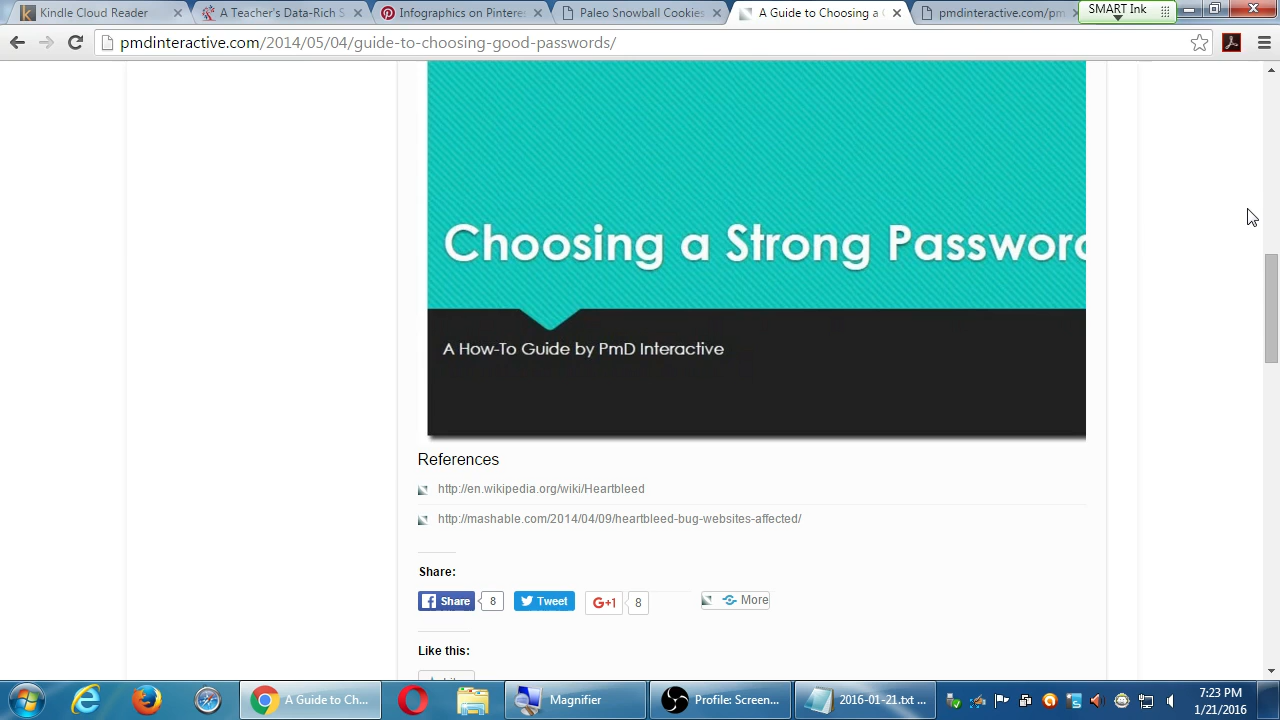 Kindle Cloud Reader
A Teacher's Data-Rich S
Infographics on Pinteres
Paleo Snowball Cookies
A Guide to Choosing a
pmdinteractive.com/pm
SMART Ink
pmdinteractive.com/2014/05/04/guide-to-choosing-good-passwords/
Choosing a Strong Password
A How-To Guide by PmD Interactive
References
http://en.wikipedia.org/wiki/Heartbleed
http://mashable.com/2014/04/09/heartbleed-bug-websites-affected/
Share:
Share 8 Tweet G+1 8 More
Like this:
A Guide to Ch...
Magnifier
Profile: Screen...
2016-01-21.txt ...
7:23 PM
1/21/2016